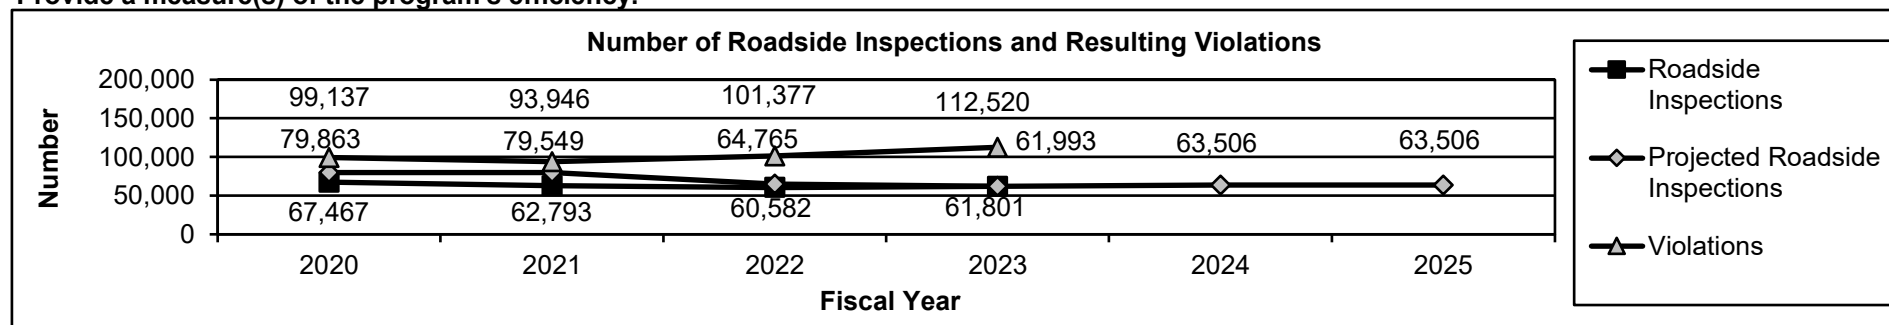 Provide a measure(s) of the program's efficiency.
Number of Roadside Inspections and Resulting Violations
200,000
150,000
100,000
50,000
0
Number
99,137 93,946 101,377 112,520
79,863 79,549 64,765 61,993 63,506 63,506
67,467 62,793 60,582 61,801
2020 2021 2022 2023 2024 2025
Fiscal Year
Roadside
Inspections
Projected Roadside
Inspections
Violations